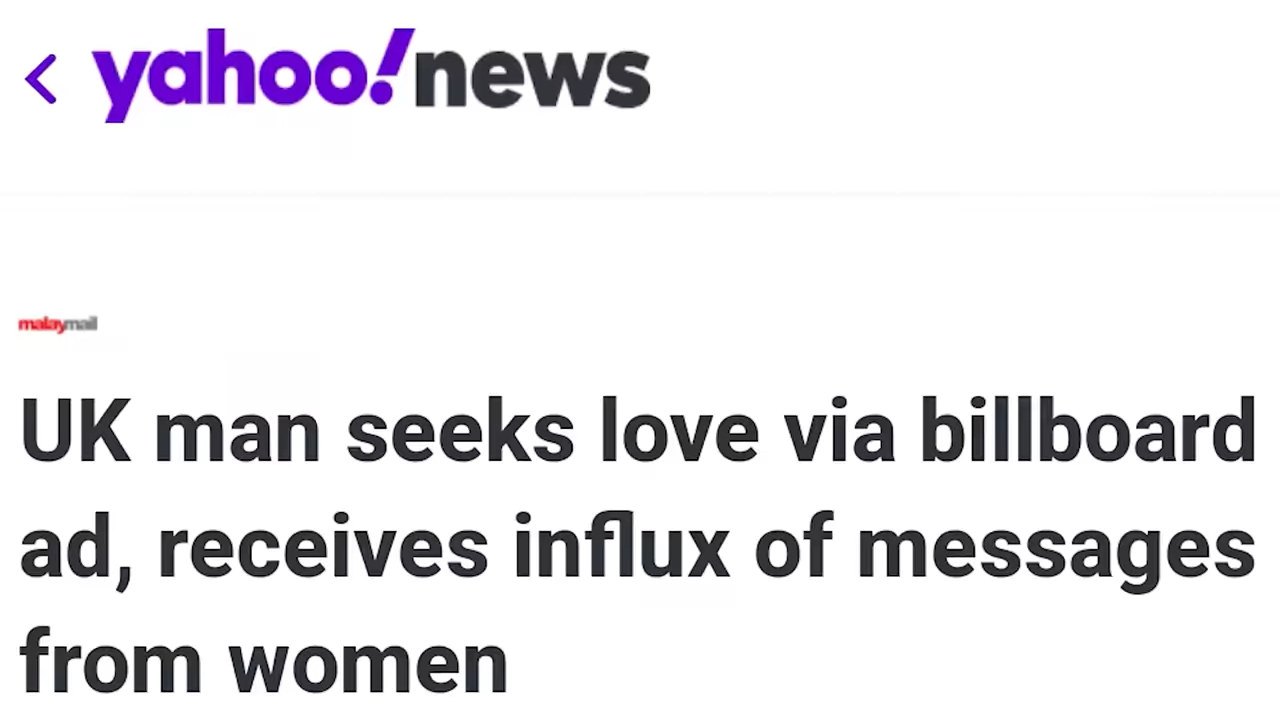 yahoo!news
malaymail
UK man seeks love via billboard
ad, receives influx of messages
from women